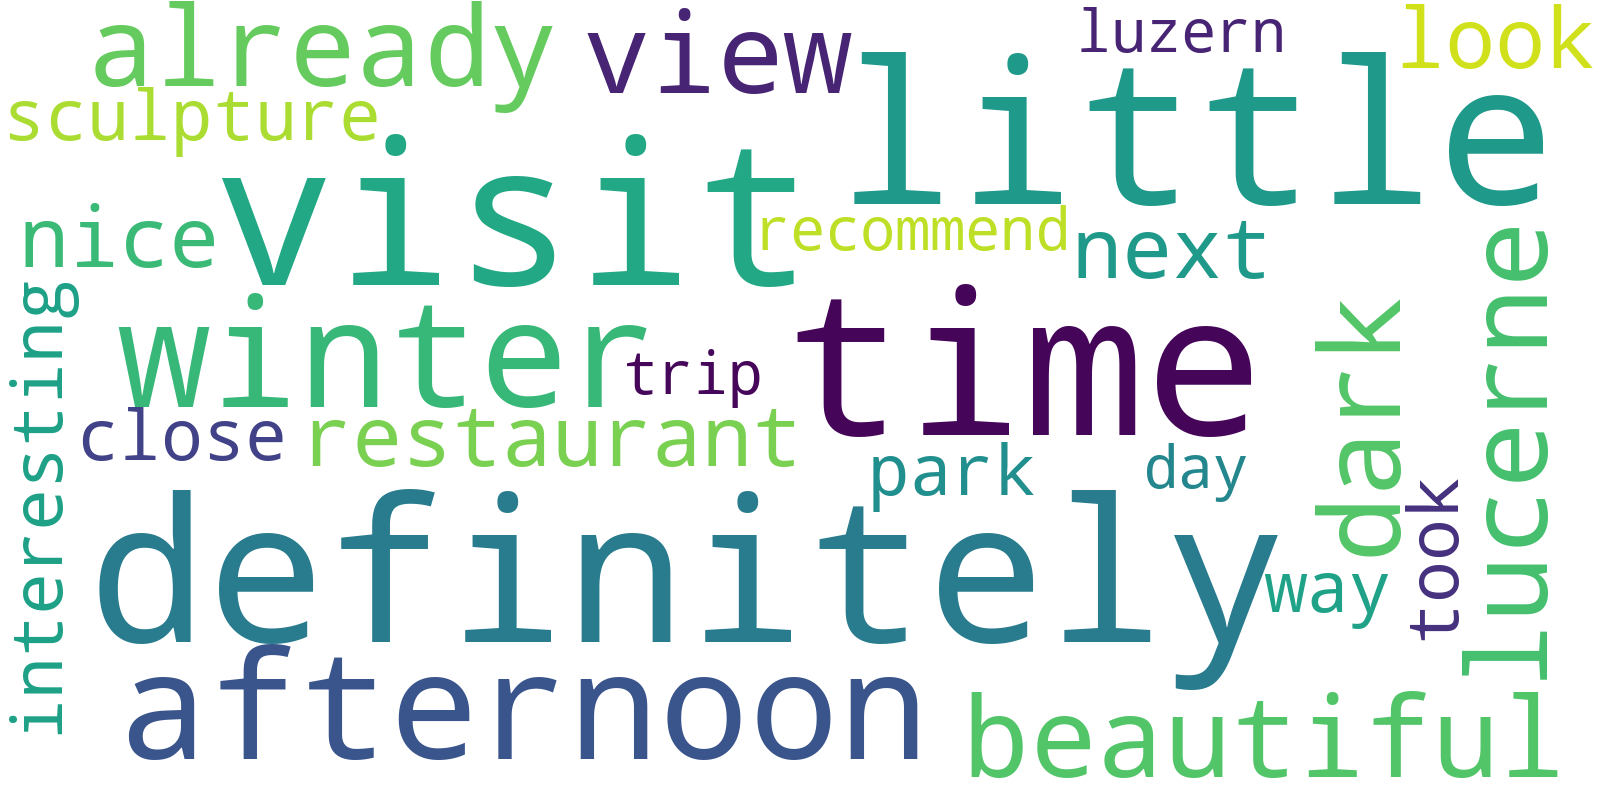 already
view
luzern
look
sculpture
little
visit
nice
recommend
next
winter
time
trip
interesting
close
restaurant
park
day
dark
lucerne
took
definitely
way
afternoon
beautiful